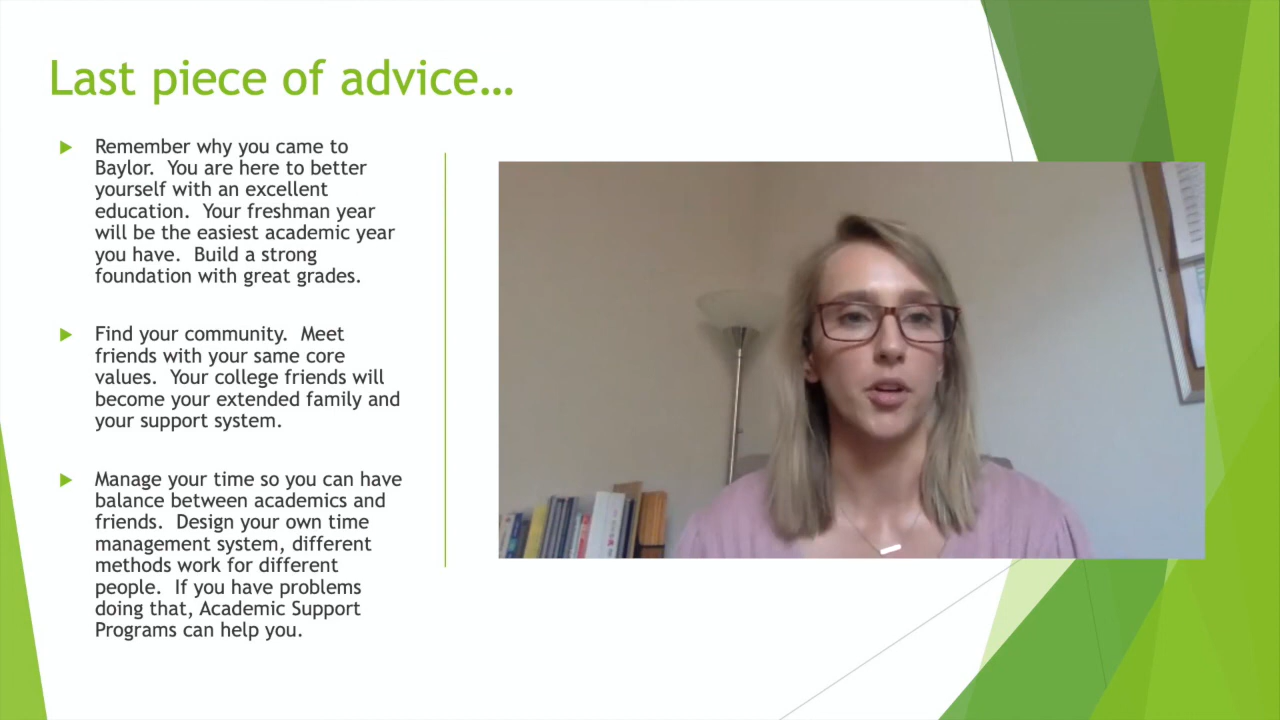 Last piece of advice...
Remember why you came to
Baylor. You are here to better
yourself with an excellent
education. Your freshman year
will be the easiest academic year
you have. Build a strong
foundation with great grades.
Find your community. Meet
friends with your same core
values. Your college friends will
become your extended family and
your support system.
Manage your time so you can have
balance between academics and
friends. Design your own time
management system, different
methods work for different
people. If you have problems
doing that, Academic Support
Programs can help you.